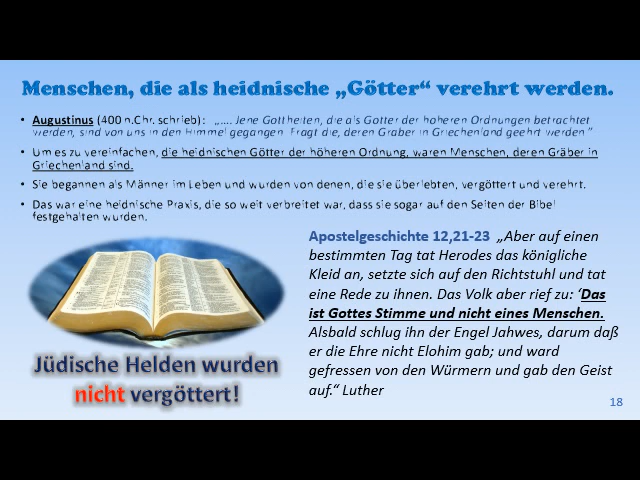 Menschen, die als heidnische „Götter“ verehrt werden.
• Augustinus (400 n.Chr. schrieb): „…. Jene Gottheiten, die als Götter der höheren Ordnungen betrachtet
werden, sind von uns in den Himmel gegangen. Fragt die, deren Gräber in Griechenland geehrt werden“
• Um es zu vereinfachen, die heidnischen Götter der höheren Ordnung, waren Menschen, deren Gräber in
Griechenland sind.
• Sie begannen als Männer im Leben und wurden von denen, die sie überlebten, vergöttert und verehrt.
• Das war eine heidnische Praxis, die so weit verbreitet war, dass sie sogar auf den Seiten der Bibel
festgehalten wurden.
Apostelgeschichte 12,21-23 „Aber auf einen
bestimmten Tag tat Herodes das königliche
Kleid an, setzte sich auf den Richtstuhl und tat
eine Rede zu ihnen. Das Volk aber rief zu: ‘Das
ist Gottes Stimme und nicht eines Menschen.
Alsbald schlug ihn der Engel Jahwes, darum daß
er die Ehre nicht Elohim gab; und ward
gefressen von den Würmern und gab den Geist
auf.“ Luther
Jüdische Helden wurden
nicht vergöttert!
18